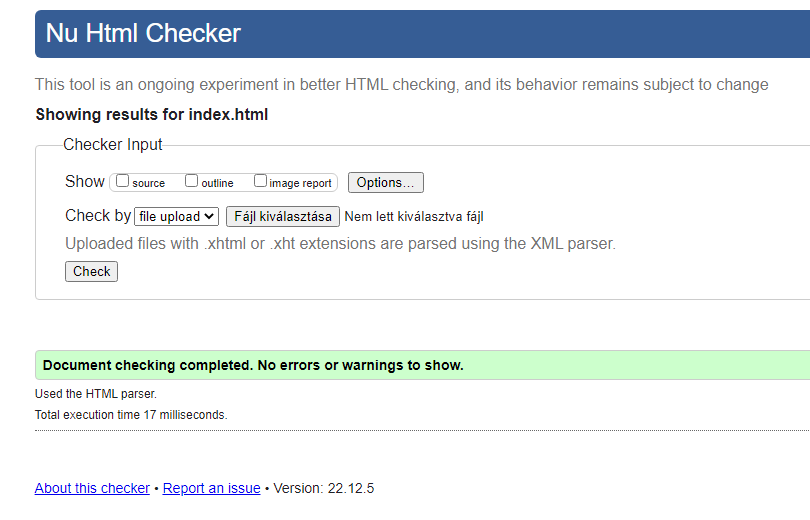 Nu Html Checker
This tool is an ongoing experiment in better HTML checking, and its behavior remains subject to change
Showing results for index.html
Checker Input
Show source outline image report Options...
Check by file upload Fájl kiválasztása Nem lett kiválasztva fájl
Uploaded files with .xhtml or .xht extensions are parsed using the XML parser.
Check
Document checking completed. No errors or warnings to show.
Used the HTML parser.
Total execution time 17 milliseconds.
About this checker • Report an issue • Version: 22.12.5